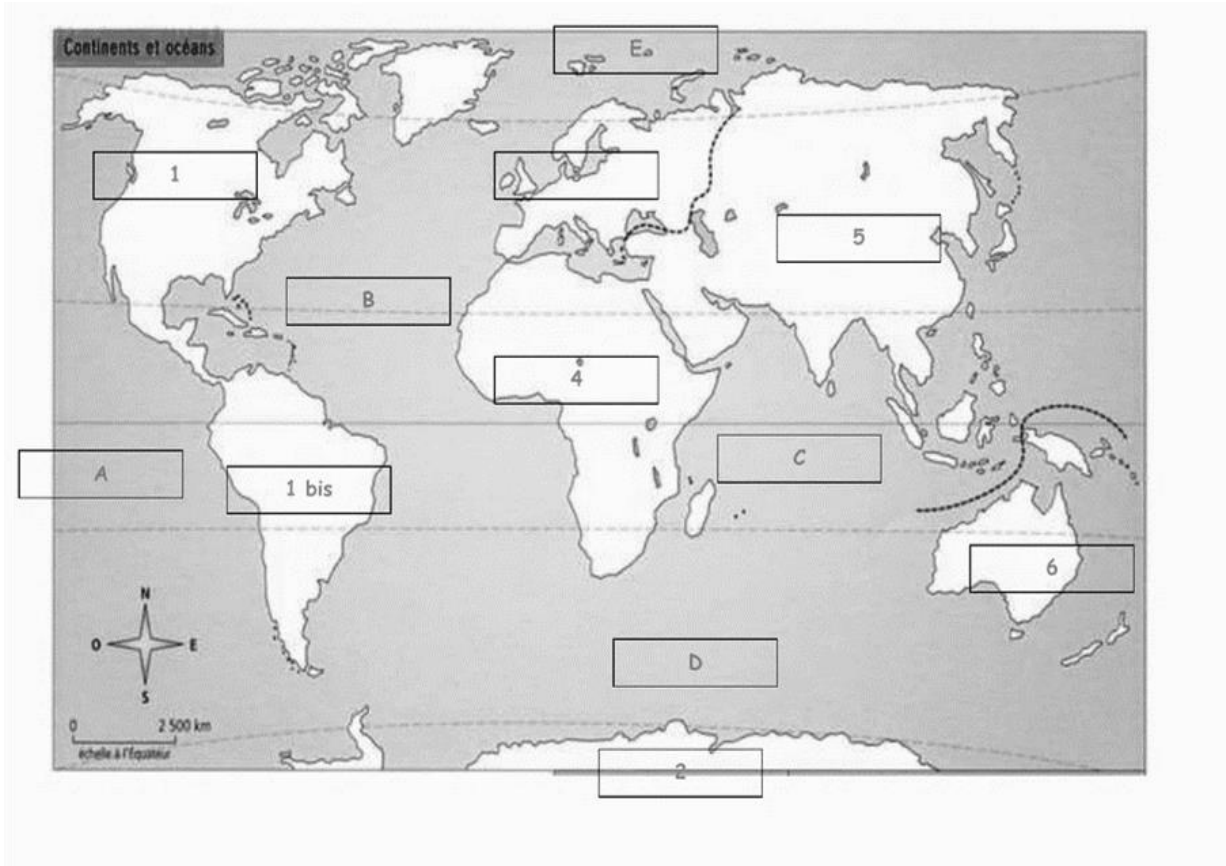 Continents et océans
E
1
5
B
4
A
C
1 bis
6
N
O
E
S
D
0 2 500 km
échelle à l'Équateur
2